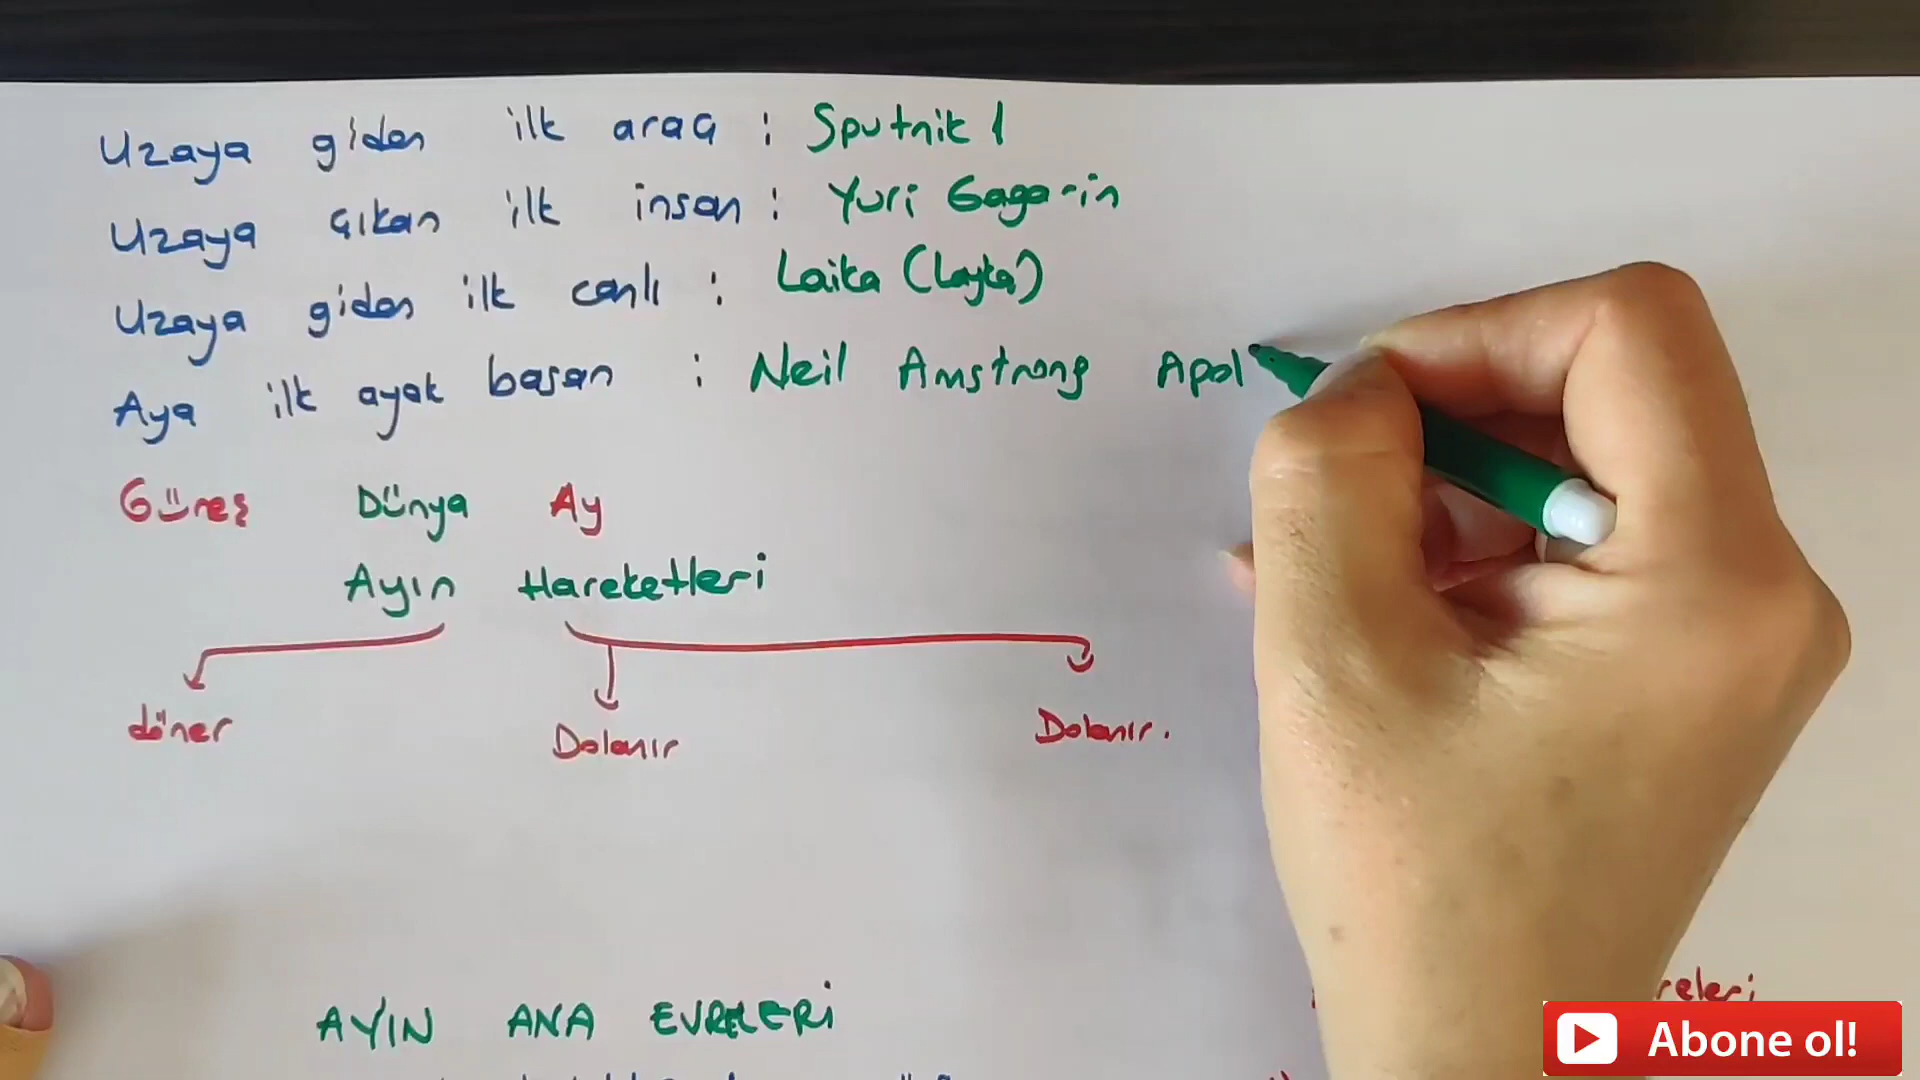 Uzaya giden ilk araç : Sputnik 1
Uzaya çıkan ilk insan : Yuri Gagarin
Uzaya giden ilk canlı : Laika (Layka)
Aya ilk ayak basan : Neil Amstrong Apol
Güneş Dünya Ay
Ayın Hareketleri
döner Dolanır Dolanır.
AYIN ANA EVRELERİ
Abone ol!